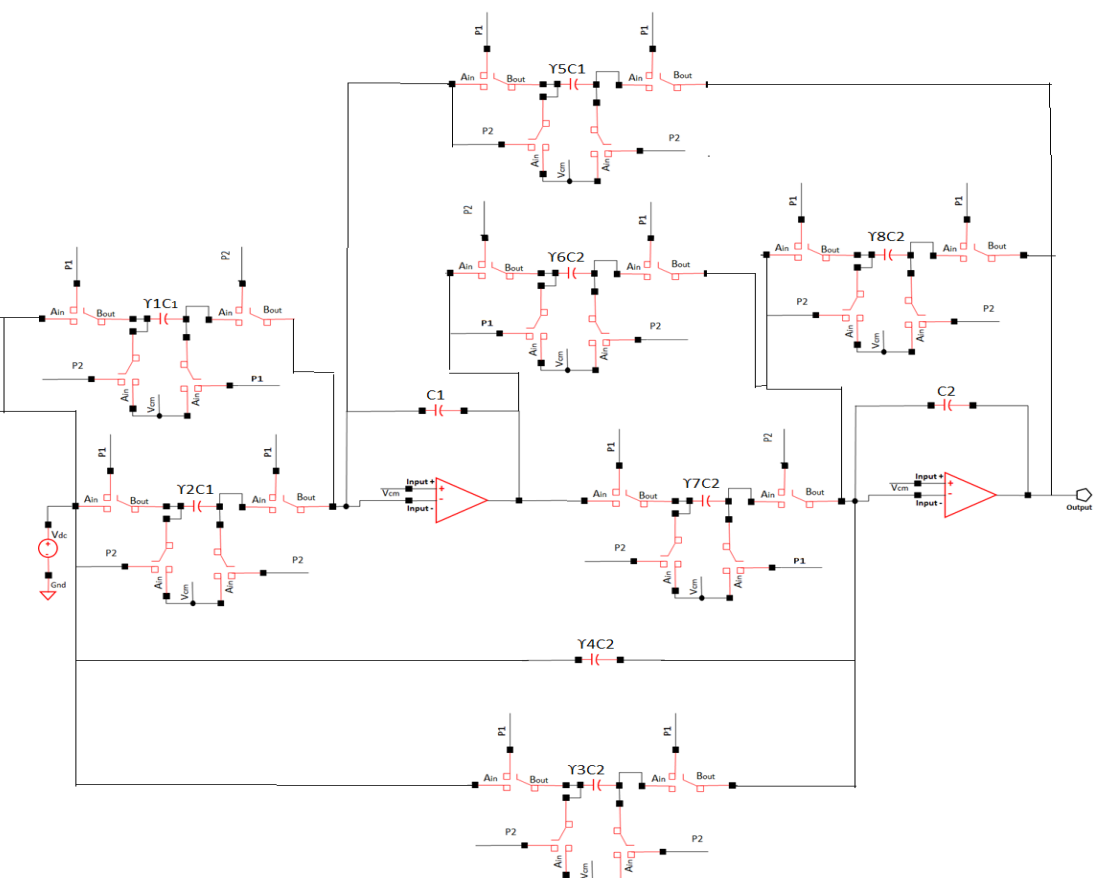 P1 P1
Ain Bout ϒ5C1 Ain Bout
P2 P2
Ain Vcm Ain
P2 P1
Ain Bout ϒ6C2 Ain Bout
P1 P2
Ain Vcm Ain
P1 P1
Ain Bout ϒ8C2 Ain Bout
P2 P2
Ain Vcm Ain
P1 P2
Ain Bout ϒ1C1 Ain Bout
P2 P1
Ain Vcm Ain
C1
C2
P1 P1
Ain Bout ϒ2C1 Ain Bout
P2 P2
Ain Vcm Ain
Vdc
+
-
Gnd
Input +
Vcm + -
Input -
P1 P2
Ain Bout ϒ7C2 Ain Bout
P2 P1
Ain Vcm Ain
Input +
Vcm + -
Input -
Output
ϒ4C2
P1 P1
Ain Bout ϒ3C2 Ain Bout
P2 P2
Ain Vcm Ain